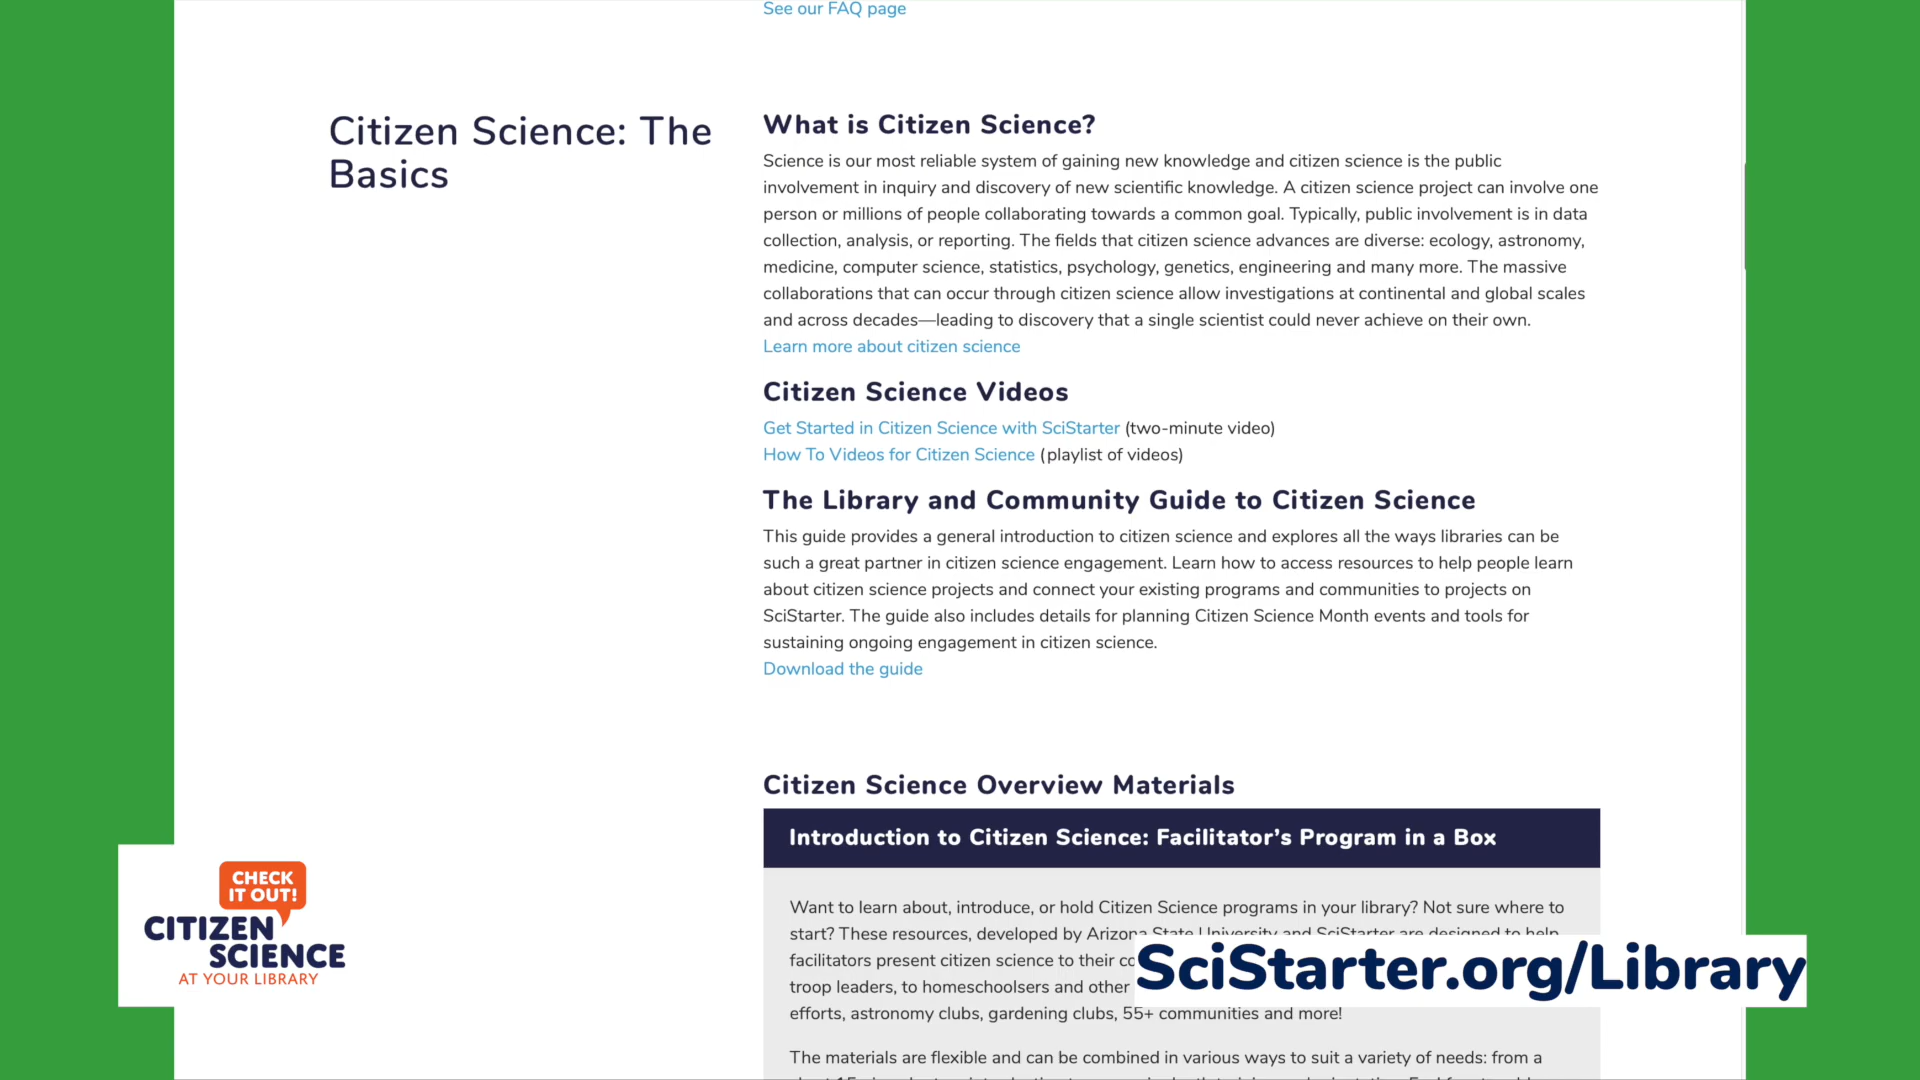 See our FAQ page
Citizen Science: The
Basics
What is Citizen Science?
Science is our most reliable system of gaining new knowledge and citizen science is the public
involvement in inquiry and discovery of new scientific knowledge. A citizen science project can involve one
person or millions of people collaborating towards a common goal. Typically, public involvement is in data
collection, analysis, or reporting. The fields that citizen science advances are diverse: ecology, astronomy,
medicine, computer science, statistics, psychology, genetics, engineering and many more. The massive
collaborations that can occur through citizen science allow investigations at continental and global scales
and across decades—leading to discovery that a single scientist could never achieve on their own.
Learn more about citizen science
Citizen Science Videos
Get Started in Citizen Science with SciStarter (two-minute video)
How To Videos for Citizen Science (playlist of videos)
The Library and Community Guide to Citizen Science
This guide provides a general introduction to citizen science and explores all the ways libraries can be
such a great partner in citizen science engagement. Learn how to access resources to help people learn
about citizen science projects and connect your existing programs and communities to projects on
SciStarter. The guide also includes details for planning Citizen Science Month events and tools for
sustaining ongoing engagement in citizen science.
Download the guide
Citizen Science Overview Materials
Introduction to Citizen Science: Facilitator's Program in a Box
Want to learn about, introduce, or hold Citizen Science programs in your library? Not sure where to
start? These resources, developed by Arizona State University and SciStarter are designed to help
facilitators present citizen science to their
troop leaders, to homeschoolsers and other
efforts, astronomy clubs, gardening clubs, 55+ communities and more!
The materials are flexible and can be combined in various ways to suit a variety of needs: from a
CHECK
IT OUT!
CITIZEN
SCIENCE
AT YOUR LIBRARY
SciStarter.org/Library